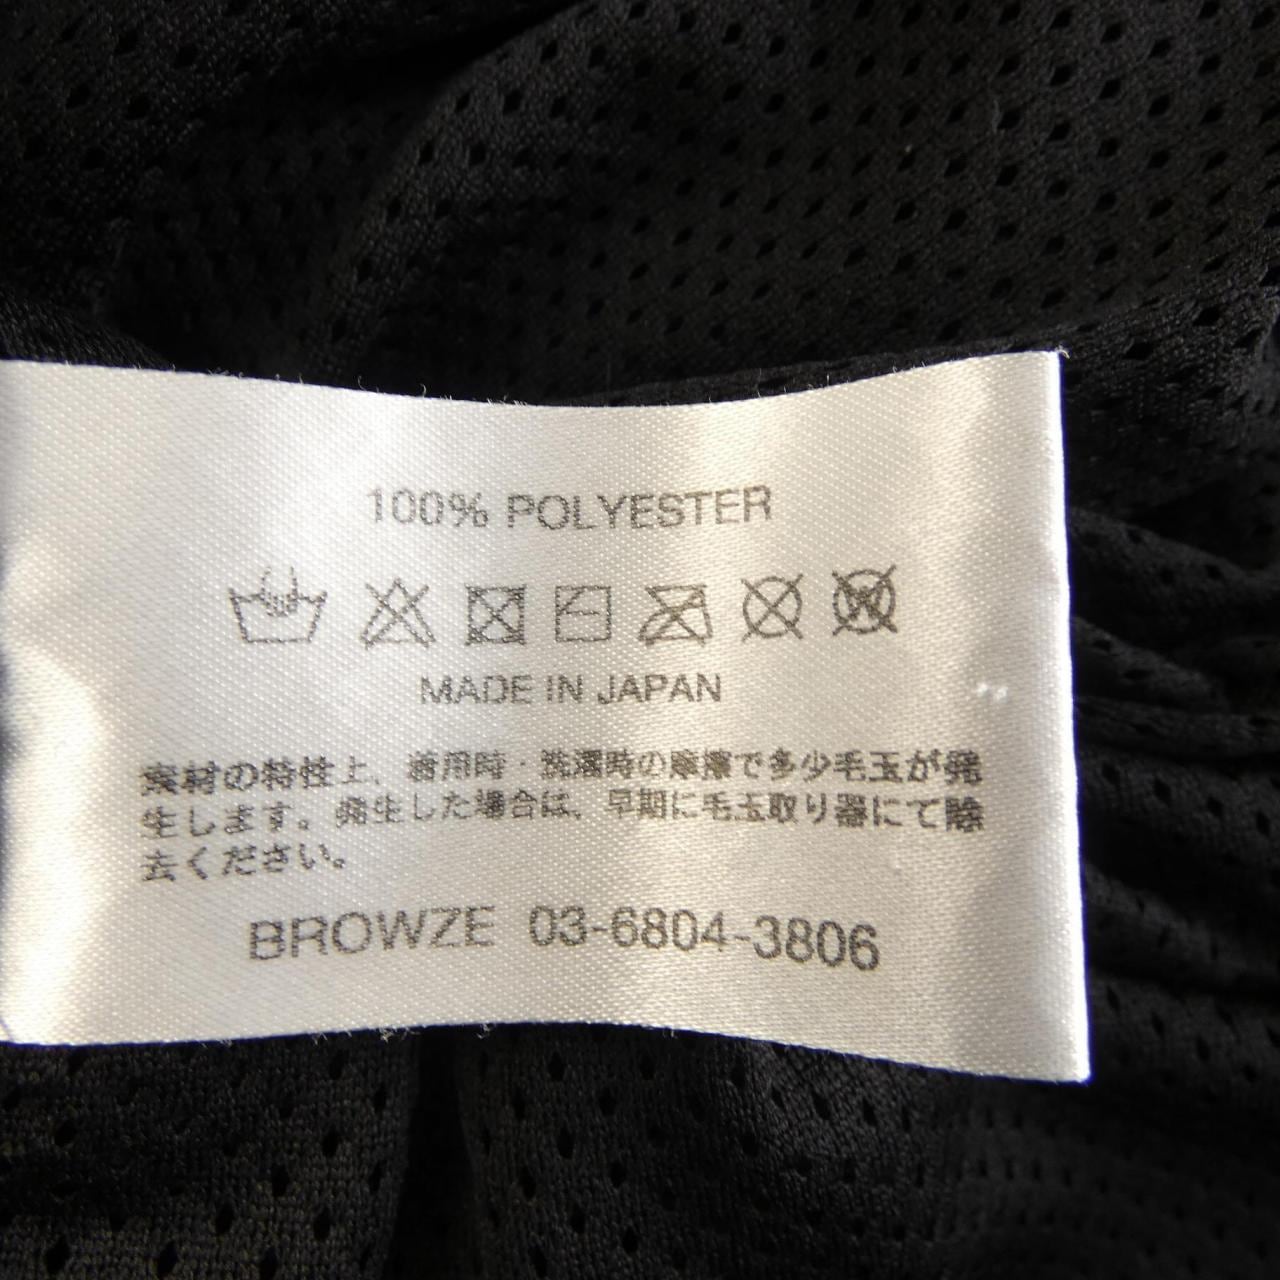 100% POLYESTER
MADE IN JAPAN
素材の特性上、着用時・洗濯時の摩擦で多少毛玉が発
生します。発生した場合は、早期に毛玉取り器にて除
去ください。
BROWZE 03-6804-3806